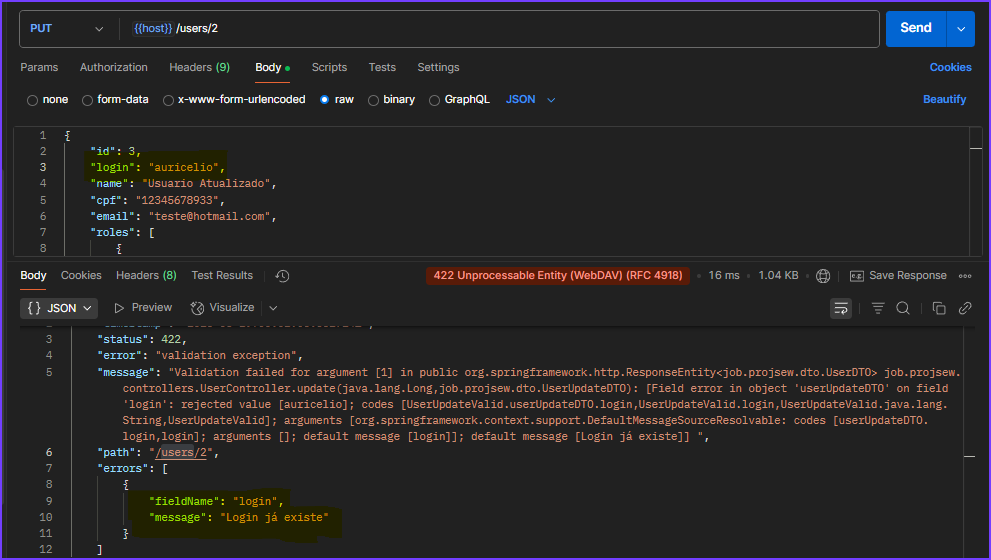 PUT {{host}} /users/2 Send
Params Authorization Headers (9) Body Scripts Tests Settings Cookies
none form-data x-www-form-urlencoded raw binary GraphQL JSON Beautify
1 {
2 "id": 3,
3 "login": "auricelio",
4 "name": "Usuario Atualizado",
5 "cpf": "12345678933",
6 "email": "teste@hotmail.com",
7 "roles": [
8 {
Body Cookies Headers (8) Test Results 422 Unprocessable Entity (WebDAV) (RFC 4918) 16 ms 1.04 KB Save Response
{} JSON Preview Visualize
3 "status": 422,
4 "error": "validation exception",
5 "message": "Validation failed for argument [1] in public org.springframework.http.ResponseEntity<job.projsew.dto.UserDTO> job.projsew.
controllers.UserController.update(java.lang.Long,job.projsew.dto.UserUpdateDTO): [Field error in object 'userUpdateDTO' on field
'login': rejected value [auricelio]; codes [UserUpdateValid.userUpdateDTO.login,UserUpdateValid.login,UserUpdateValid.java.lang.
String,UserUpdateValid]; arguments [org.springframework.context.support.DefaultMessageSourceResolvable: codes [userUpdateDTO.
login,login]; arguments []; default message [login]]; default message [Login já existe]] ",
6 "path": "/users/2",
7 "errors": [
8 {
9 "fieldName": "login",
10 "message": "Login já existe"
11 }
12 ]